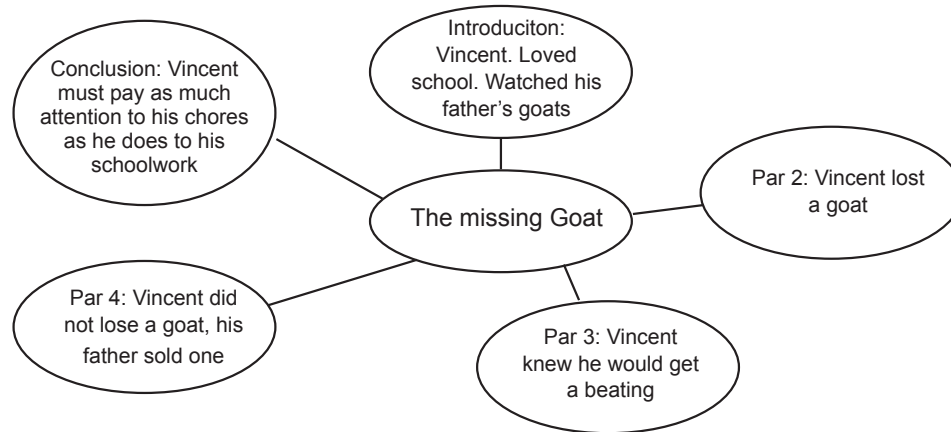 Introduciton:
Vincent. Loved
school. Watched his
father's goats
Conclusion: Vincent
must pay as much
attention to his chores
as he does to his
schoolwork
Par 2: Vincent lost
a goat
The missing Goat
Par 4: Vincent did
not lose a goat, his
father sold one
Par 3: Vincent
knew he would get
a beating